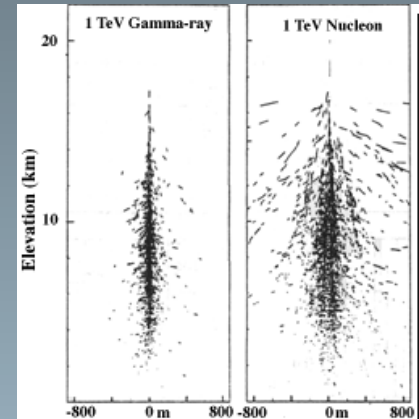 1 TeV Gamma-ray
1 TeV Nucleon
20
Elevation (km)
10
-800 0 m 800
-800 0 m 800